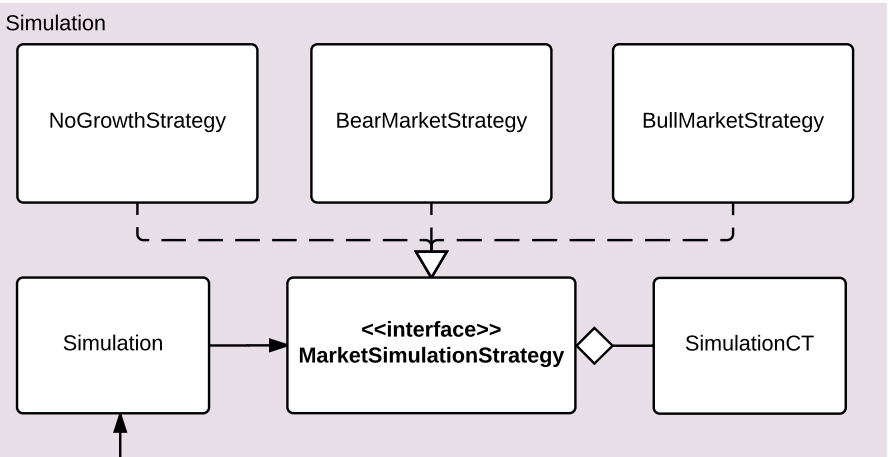 Simulation
NoGrowthStrategy
BearMarketStrategy
BullMarketStrategy
Simulation
<<interface>>
MarketSimulationStrategy
SimulationCT